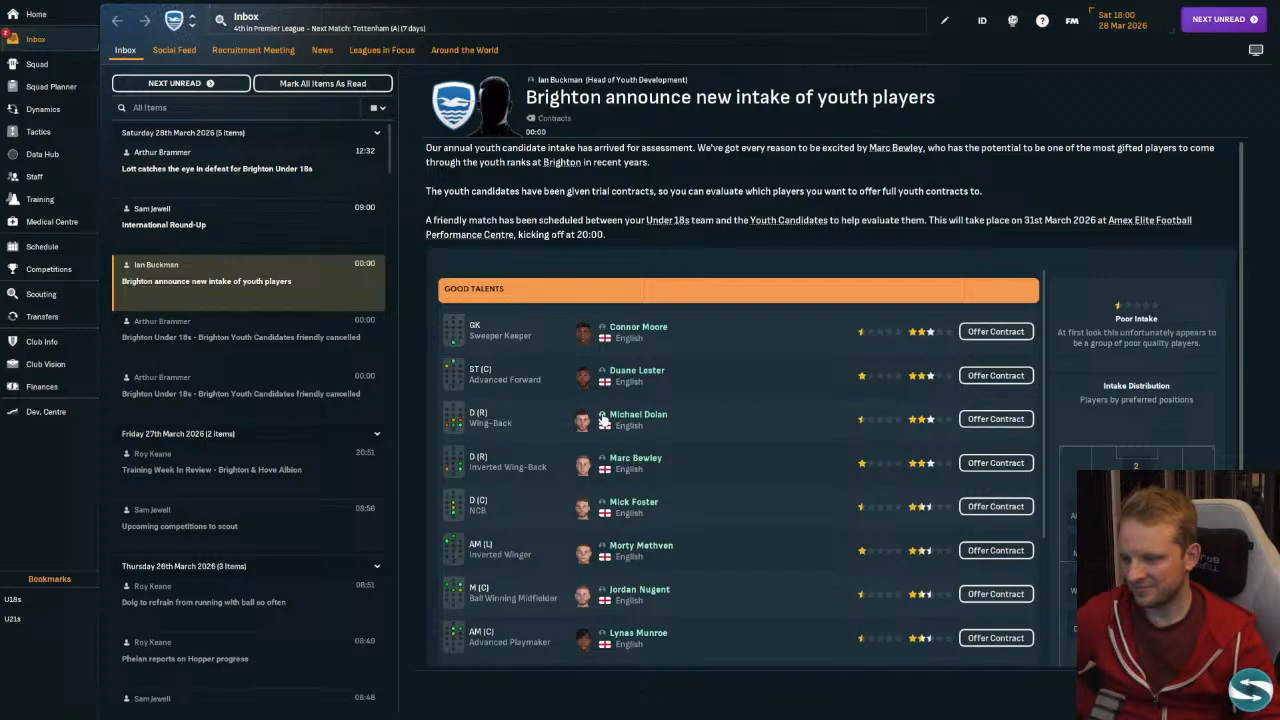 Home
2
Inbox
Squad
Squad Planner
Dynamics
Tactics
Data Hub
Staff
Training
Medical Centre
Schedule
Competitions
Scouting
Transfers
Club Info
Club Vision
Finances
Dev. Centre
Bookmarks
U18s
U21s
Inbox
4th in Premier League - Next Match: Tottenham (A) (7 days)
ID
?
FM
Sat 18:00
28 Mar 2026
NEXT UNREAD
Inbox
Social Feed
Recruitment Meeting
News
Leagues in Focus
Around the World
NEXT UNREAD
Mark All Items As Read
All Items
Saturday 28th March 2026 (5 Items)
Arthur Brammer 12:32
Lott catches the eye in defeat for Brighton Under 18s
Sam Jewell 09:00
International Round-Up
Ian Buckman 00:00
Brighton announce new intake of youth players
Arthur Brammer 00:00
Brighton Under 18s - Brighton Youth Candidates friendly cancelled
Arthur Brammer 00:00
Brighton Under 18s - Brighton Youth Candidates friendly cancelled
Friday 27th March 2026 (2 Items)
Roy Keane 20:51
Training Week In Review - Brighton & Hove Albion
Sam Jewell 08:56
Upcoming competitions to scout
Thursday 26th March 2026 (3 Items)
Roy Keane 08:51
Doig to refrain from running with ball so often
Roy Keane 08:49
Phelan reports on Hopper progress
Sam Jewell 08:48
Ian Buckman (Head of Youth Development)
Brighton announce new intake of youth players
Contracts
00:00
Our annual youth candidate intake has arrived for assessment. We've got every reason to be excited by Marc Bewley, who has the potential to be one of the most gifted players to come
through the youth ranks at Brighton in recent years.
The youth candidates have been given trial contracts, so you can evaluate which players you want to offer full youth contracts to.
A friendly match has been scheduled between your Under 18s team and the Youth Candidates to help evaluate them. This will take place on 31st March 2026 at Amex Elite Football
Performance Centre, kicking off at 20:00.
GOOD TALENTS
GK
Sweeper Keeper
Connor Moore
English
Offer Contract
ST (C)
Advanced Forward
Duane Lester
English
Offer Contract
D (R)
Wing-Back
Michael Dolan
English
Offer Contract
D (R)
Inverted Wing-Back
Marc Bewley
English
Offer Contract
D (C)
NCB
Mick Foster
English
Offer Contract
AM (L)
Inverted Winger
Morty Methven
English
Offer Contract
M (C)
Ball Winning Midfielder
Jordan Nugent
English
Offer Contract
AM (C)
Advanced Playmaker
Lynas Munroe
English
Offer Contract
Poor Intake
At first look this unfortunately appears to
be a group of poor quality players.
Intake Distribution
Players by preferred positions
2